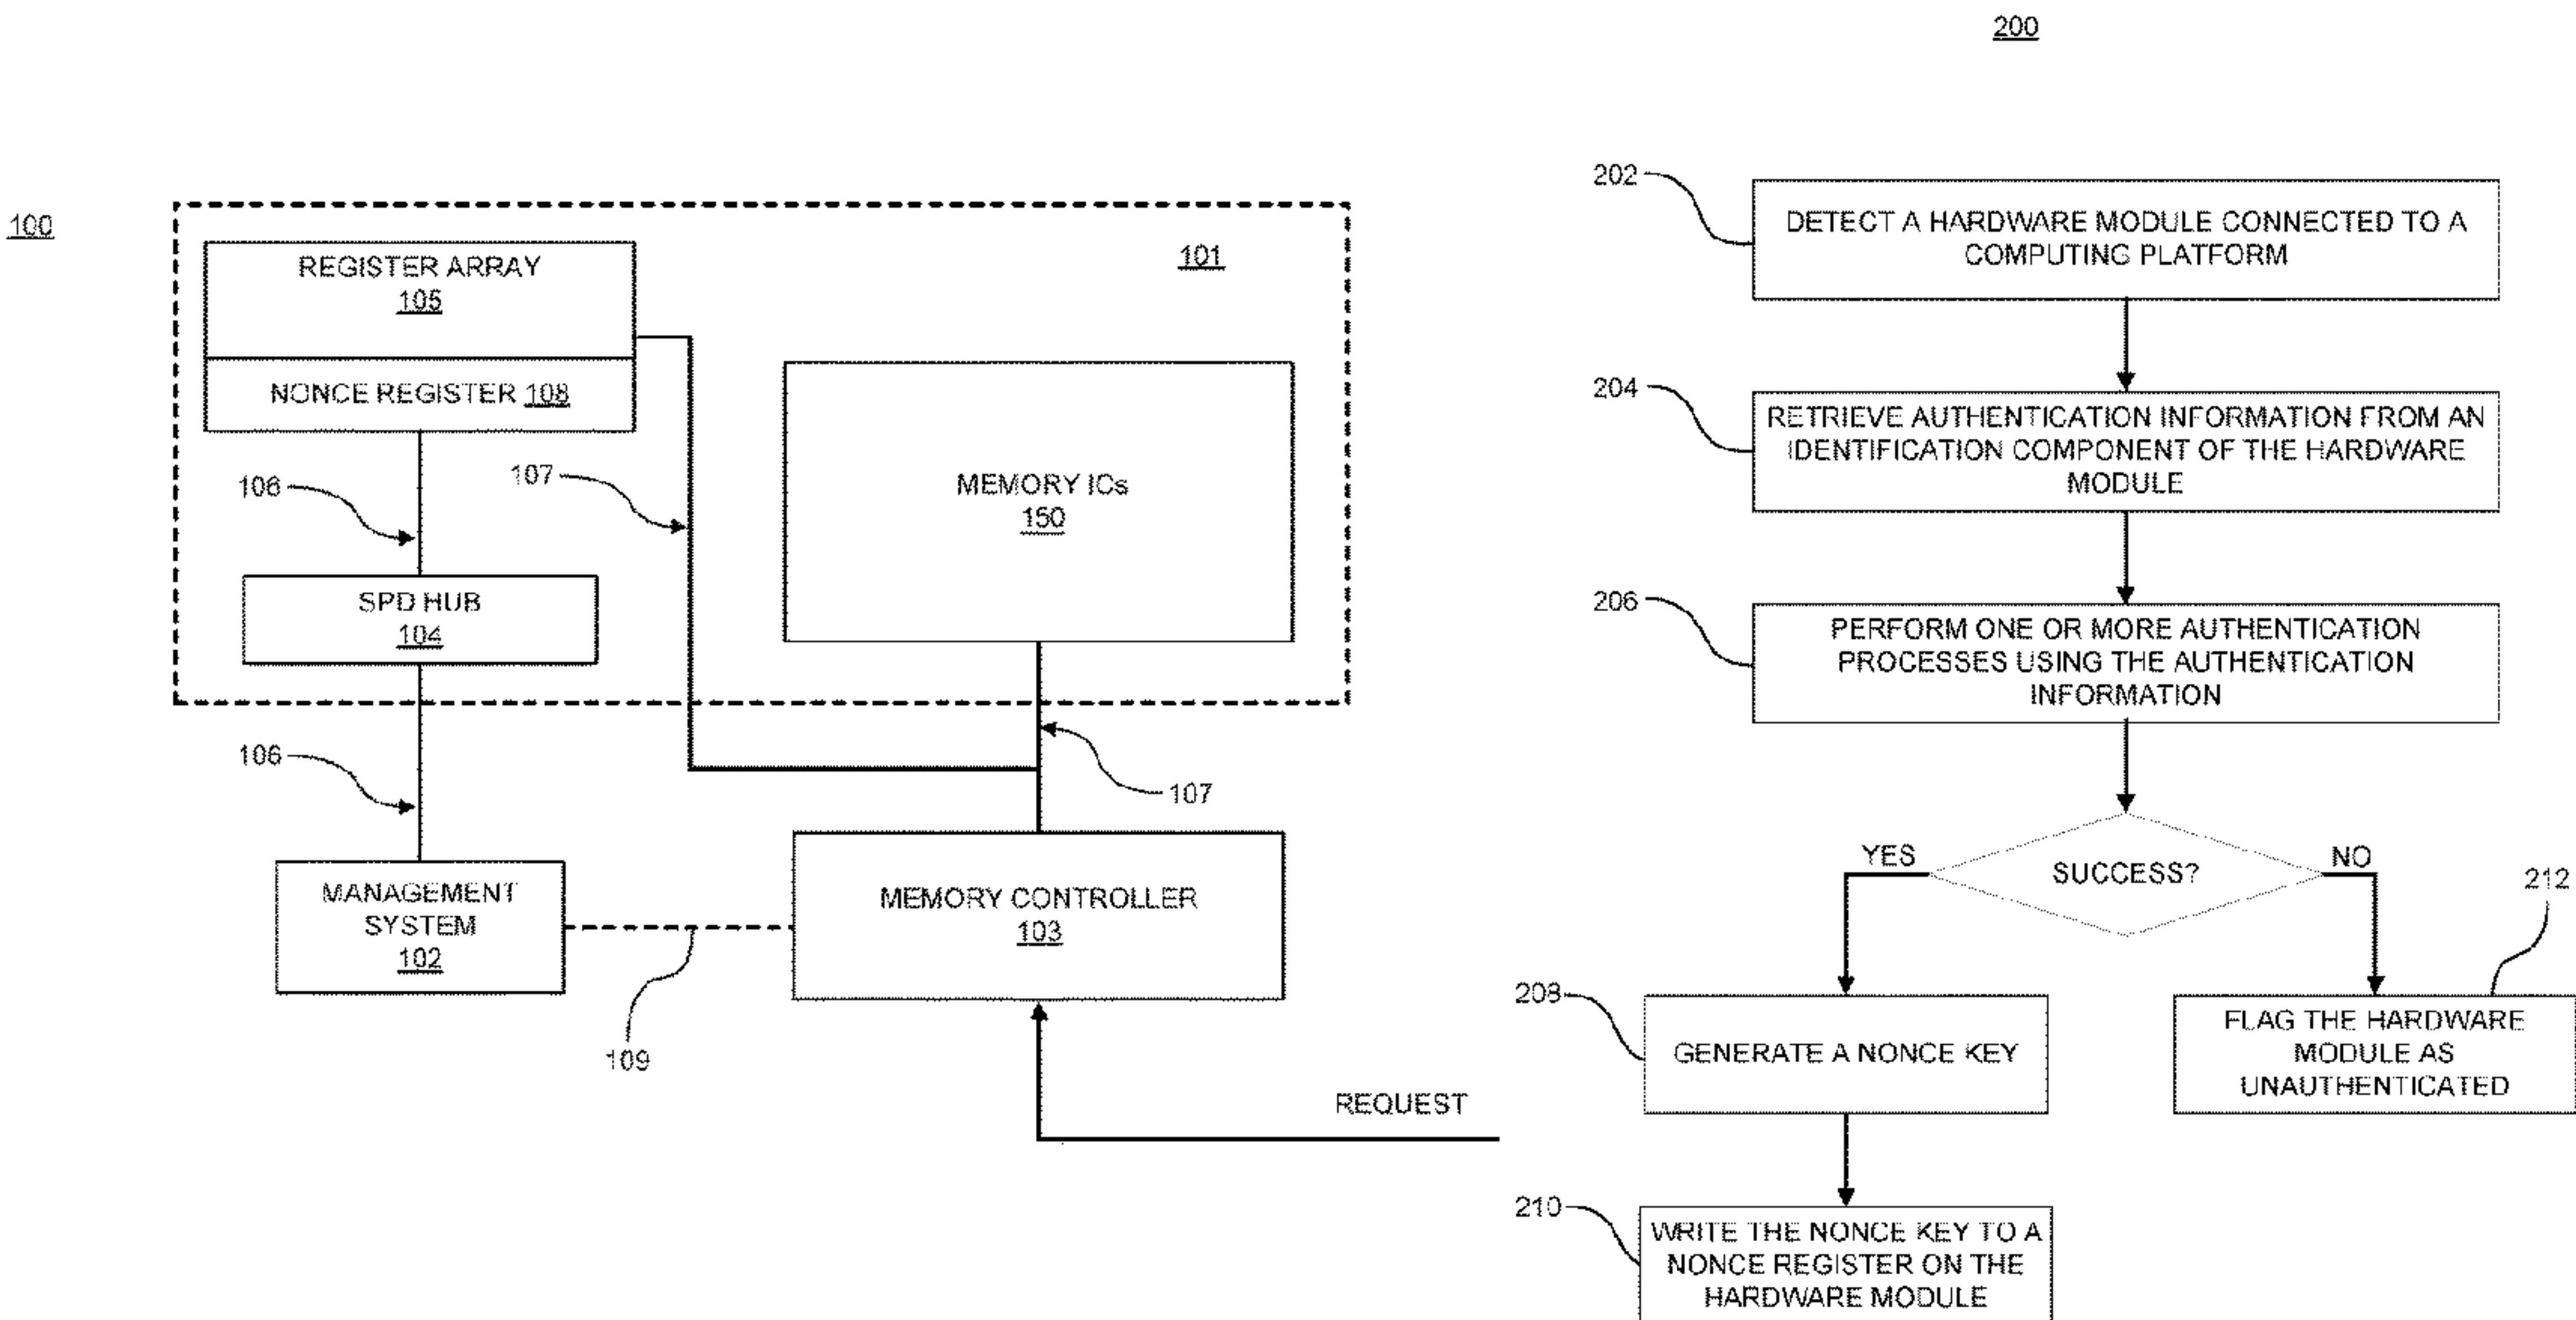 100
REGISTER ARRAY
105
NONCE REGISTER 108
101
106
107
MEMORY ICs
150
SPD HUB
104
106
107
MANAGEMENT
SYSTEM
102
MEMORY CONTROLLER
103
109
REQUEST
200
202
DETECT A HARDWARE MODULE CONNECTED TO A
COMPUTING PLATFORM
204
RETRIEVE AUTHENTICATION INFORMATION FROM AN
IDENTIFICATION COMPONENT OF THE HARDWARE
MODULE
206
PERFORM ONE OR MORE AUTHENTICATION
PROCESSES USING THE AUTHENTICATION
INFORMATION
YES
SUCCESS?
NO
212
208
GENERATE A NONCE KEY
FLAG THE HARDWARE
MODULE AS
UNAUTHENTICATED
210
WRITE THE NONCE KEY TO A
NONCE REGISTER ON THE
HARDWARE MODULE